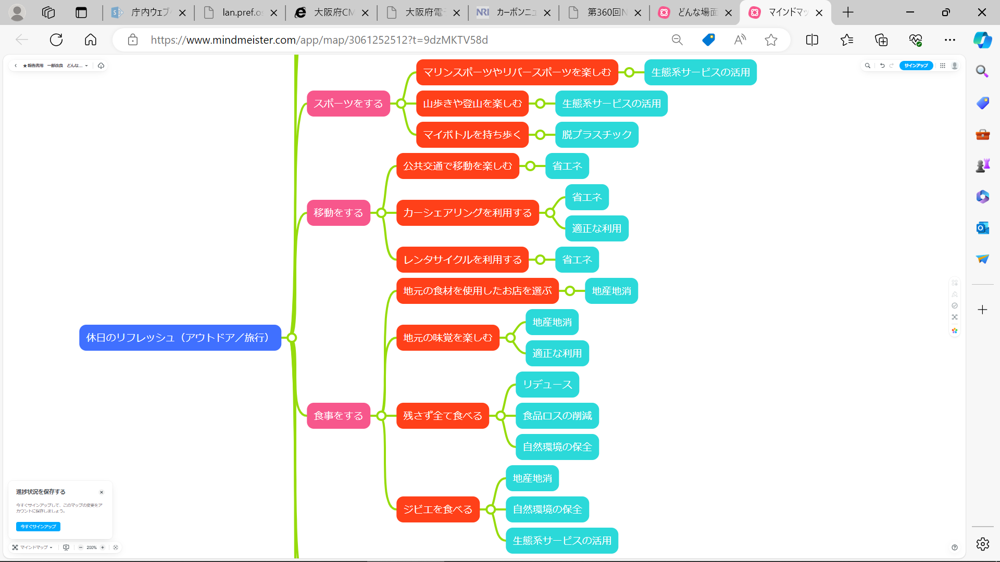 庁内ウェブ
lan.pref.os
大阪府CM
大阪府電子
NRI カーボンニュ
第360回N
どんな場面
マインドマッ
https://www.mindmeister.com/app/map/3061252512?t=9dzMKTV58d
★報告書用　一部改良　どんな...
サインアップ
マリンスポーツやリバースポーツを楽しむ
生態系サービスの活用
スポーツをする
山歩きや登山を楽しむ
生態系サービスの活用
マイボトルを持ち歩く
脱プラスチック
公共交通で移動を楽しむ
省エネ
移動をする
カーシェアリングを利用する
省エネ
適正な利用
レンタサイクルを利用する
省エネ
地元の食材を使用したお店を選ぶ
地産地消
休日のリフレッシュ（アウトドア／旅行）
地元の味覚を楽しむ
地産地消
適正な利用
食事をする
残さず全て食べる
リデュース
食品ロスの削減
自然環境の保全
ジビエを食べる
地産地消
自然環境の保全
生態系サービスの活用
進捗状況を保存する
今すぐサインアップして、このマップの変更をア
カウントに保存しましょう。
今すぐサインアップ
マインドマップ
200%